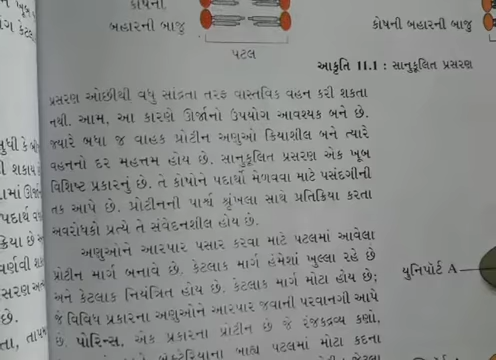 કોષની
બહારની બાજુ
પટલ
કોષની બહારની બાજુ
આકૃતિ 11.1 : સાનુકૂલિત પ્રસરણ
પ્રસરણ ઓછીથી વધુ સાંદ્રતા તરફ વાસ્તવિક વહન કરી શકતા
નથી. આમ, આ કારણે ઊર્જાનો ઉપયોગ આવશ્યક બને છે.
જ્યારે બધા જ વાહક પ્રોટીન અણુઓ ક્રિયાશીલ બને ત્યારે
વહનનો દર મહત્તમ હોય છે. સાનુકૂલિત પ્રસરણ એક ખૂબ
વિશિષ્ટ પ્રકારનું છે. તે કોષોને પદાર્થો મેળવવા માટે પસંદગીની
તક આપે છે. પ્રોટીનની પાર્શ્વ શૃંખલા સાથે પ્રતિક્રિયા કરતા
અવરોધકો પ્રત્યે તે સંવેદનશીલ હોય છે.
અણુઓને આરપાર પસાર કરવા માટે પટલમાં આવેલા
પ્રોટીન માર્ગ બનાવે છે. કેટલાક માર્ગ હંમેશાં ખુલ્લા રહે છે
અને કેટલાક નિયંત્રિત હોય છે. કેટલાક માર્ગ મોટા હોય છે;
જે વિવિધ પ્રકારના અણુઓને આરપાર જવાની પરવાનગી આપે
છે. પોરિન્સ, એક પ્રકારના પ્રોટીન છે જે રંજકદ્રવ્ય કણો,
બૅક્ટેરિયાના બાહ્ય પટલમાં મોટા કદના
યુનિપોર્ટ A